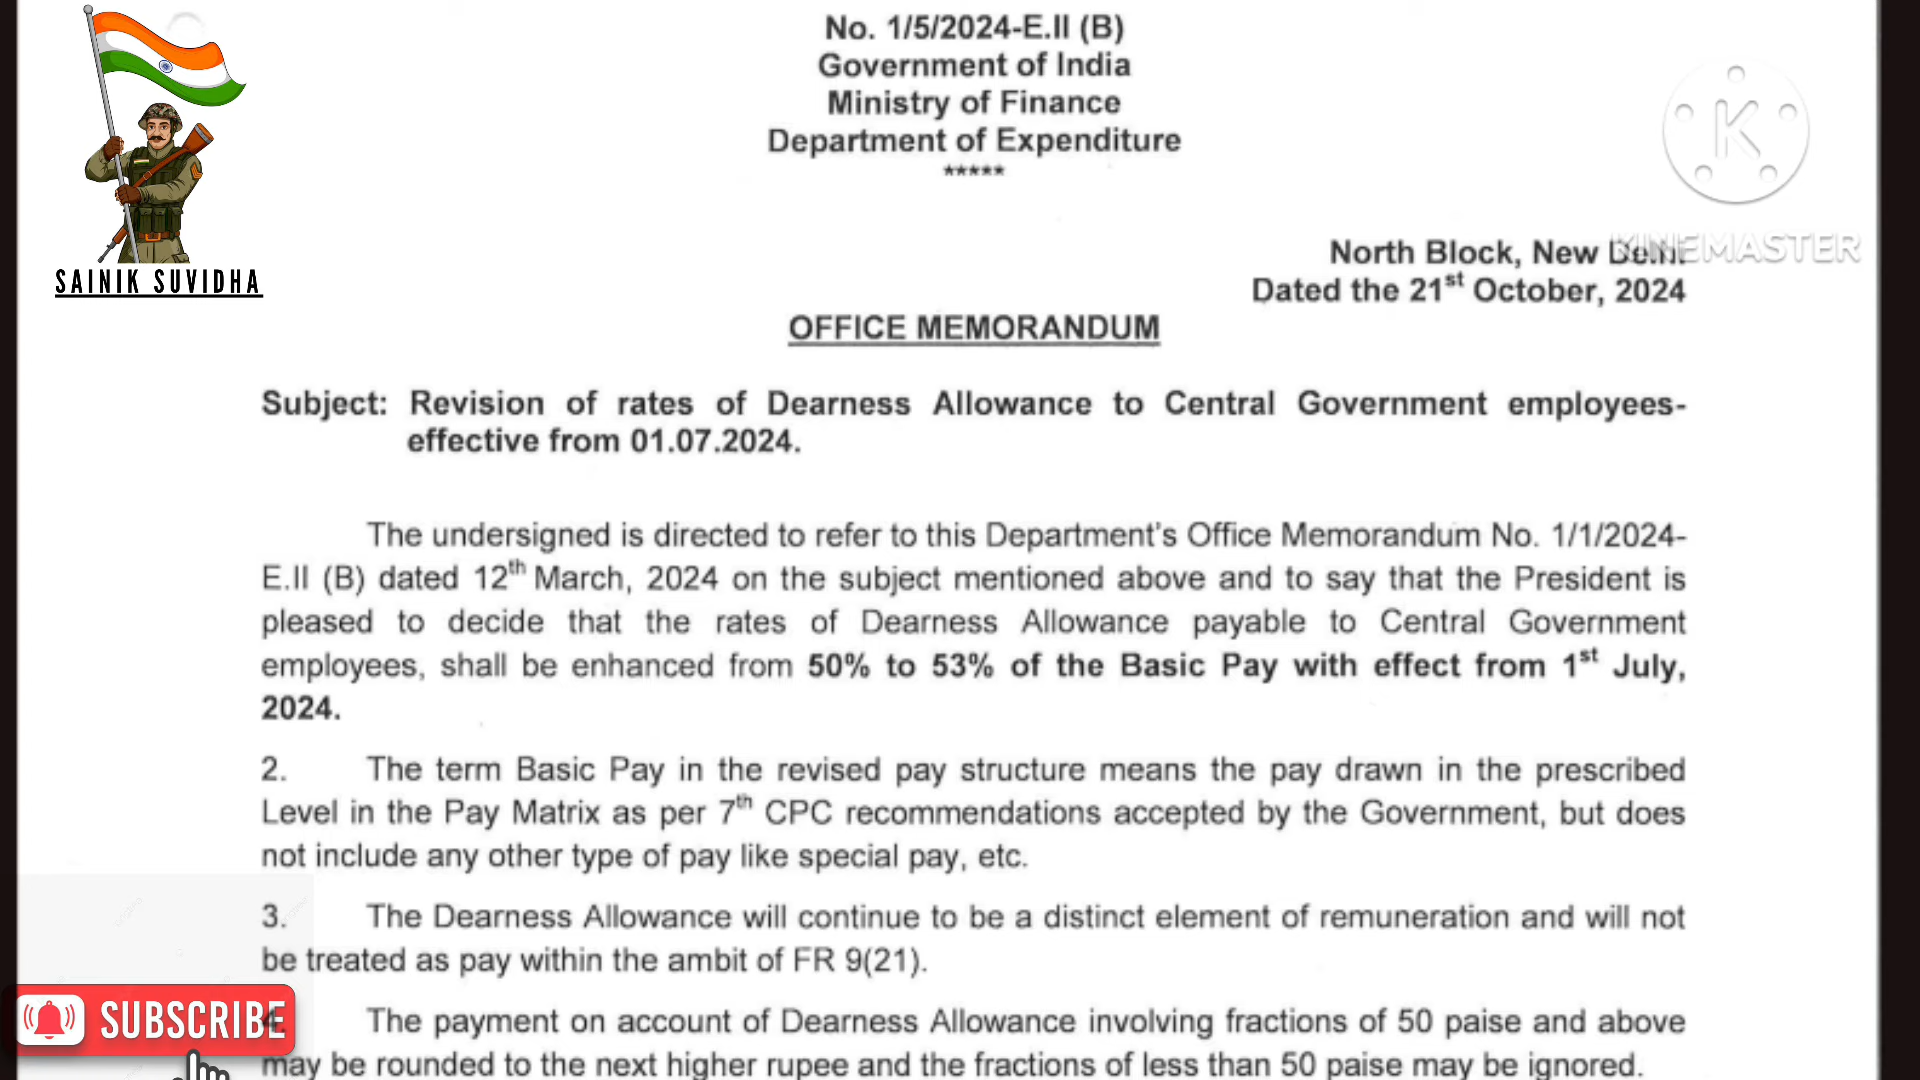 No. 1/5/2024-E.II (B)
Government of India
Ministry of Finance
Department of Expenditure
*****
K
KINEMASTER
SAINIK SUVIDHA
North Block, New Delhi.
Dated the 21st October, 2024
OFFICE MEMORANDUM
Subject: Revision of rates of Dearness Allowance to Central Government employees-
effective from 01.07.2024.
The undersigned is directed to refer to this Department's Office Memorandum No. 1/1/2024-
E.II (B) dated 12th March, 2024 on the subject mentioned above and to say that the President is
pleased to decide that the rates of Dearness Allowance payable to Central Government
employees, shall be enhanced from 50% to 53% of the Basic Pay with effect from 1st July,
2024.
2. The term Basic Pay in the revised pay structure means the pay drawn in the prescribed
Level in the Pay Matrix as per 7th CPC recommendations accepted by the Government, but does
not include any other type of pay like special pay, etc.
3. The Dearness Allowance will continue to be a distinct element of remuneration and will not
be treated as pay within the ambit of FR 9(21).
4. The payment on account of Dearness Allowance involving fractions of 50 paise and above
may be rounded to the next higher rupee and the fractions of less than 50 paise may be ignored.
SUBSCRIBE